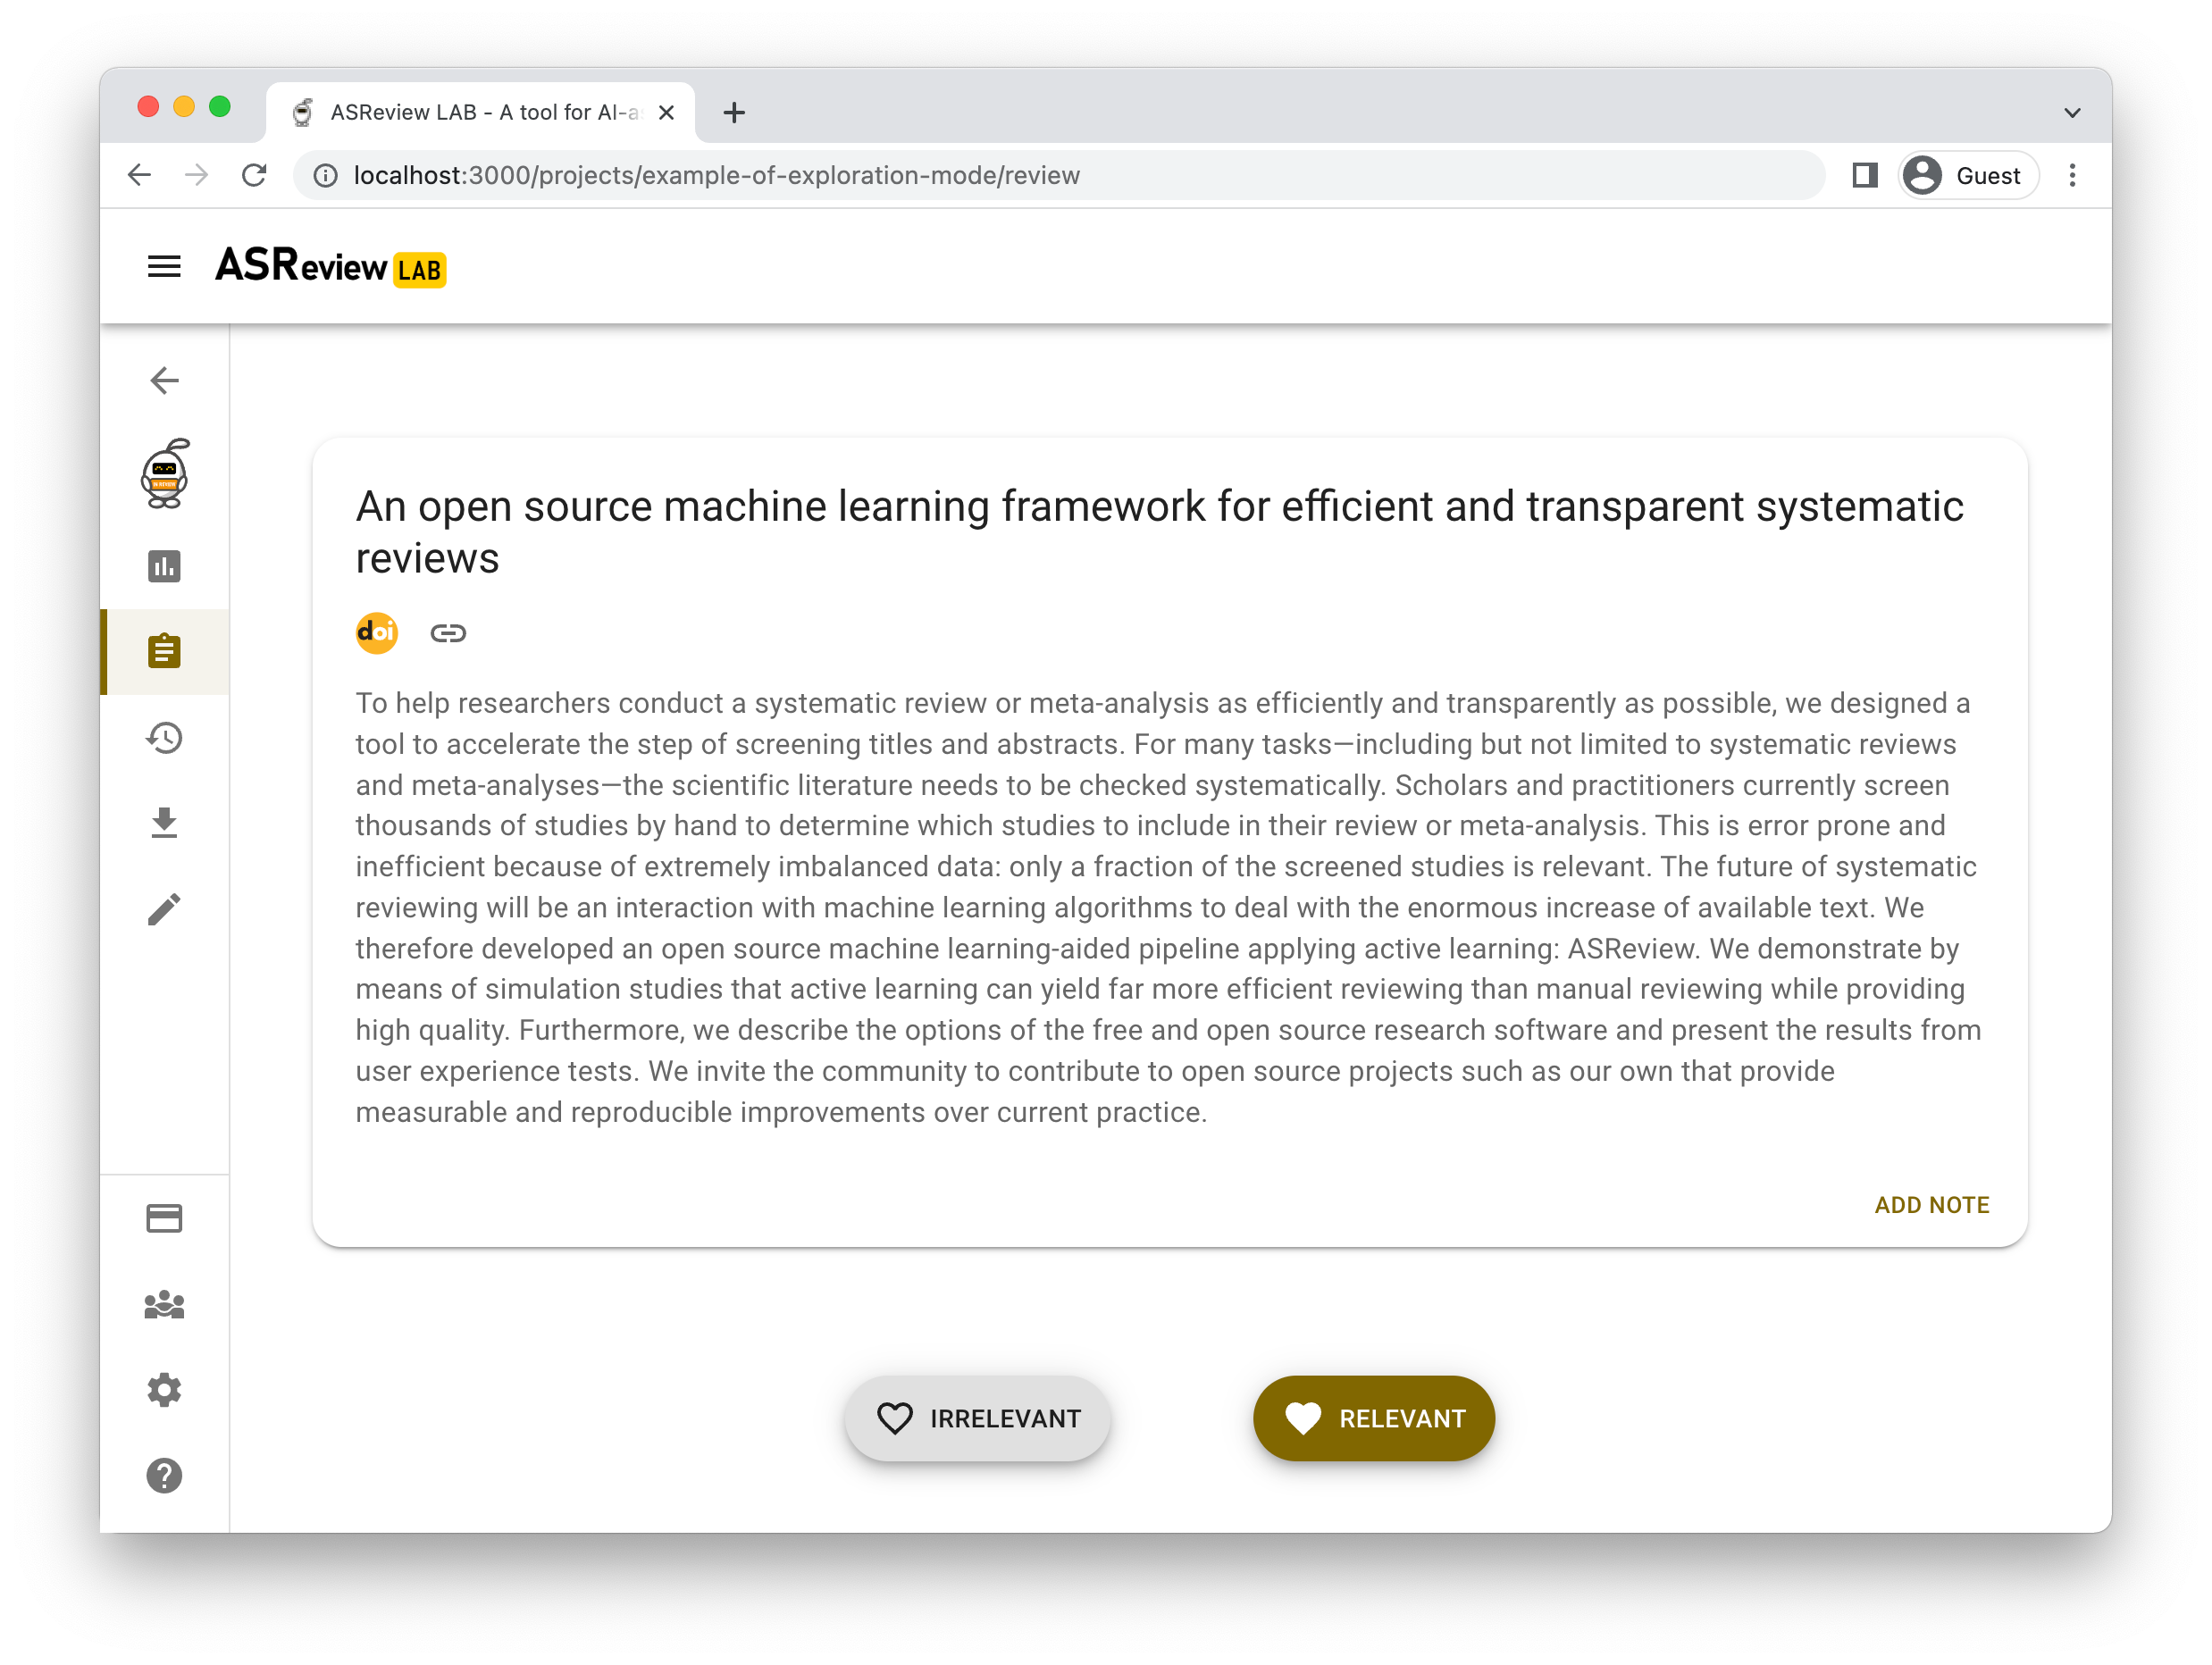 ASReview LAB - A tool for AI-as
localhost:3000/projects/example-of-exploration-mode/review
Guest
ASReview LAB
An open source machine learning framework for efficient and transparent systematic
reviews
doi
To help researchers conduct a systematic review or meta-analysis as efficiently and transparently as possible, we designed a
tool to accelerate the step of screening titles and abstracts. For many tasks—including but not limited to systematic reviews
and meta-analyses—the scientific literature needs to be checked systematically. Scholars and practitioners currently screen
thousands of studies by hand to determine which studies to include in their review or meta-analysis. This is error prone and
inefficient because of extremely imbalanced data: only a fraction of the screened studies is relevant. The future of systematic
reviewing will be an interaction with machine learning algorithms to deal with the enormous increase of available text. We
therefore developed an open source machine learning-aided pipeline applying active learning: ASReview. We demonstrate by
means of simulation studies that active learning can yield far more efficient reviewing than manual reviewing while providing
high quality. Furthermore, we describe the options of the free and open source research software and present the results from
user experience tests. We invite the community to contribute to open source projects such as our own that provide
measurable and reproducible improvements over current practice.
ADD NOTE
IRRELEVANT
RELEVANT